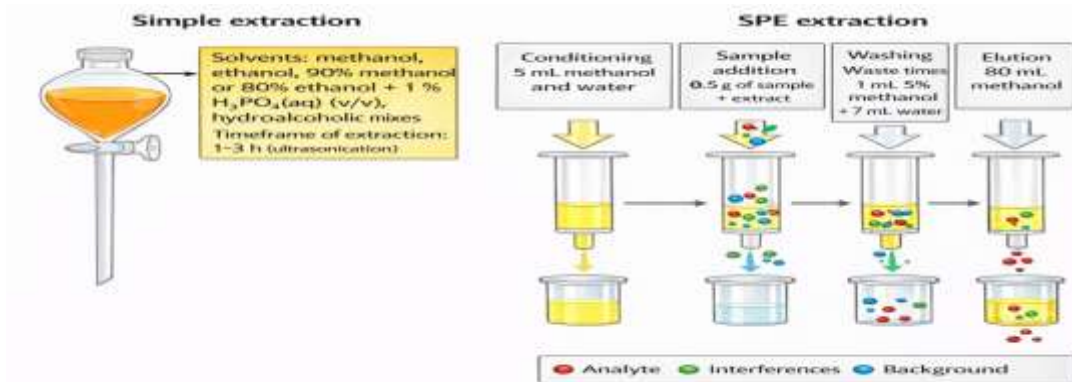 Simple extraction
Solvents: methanol,
ethanol, 90% methanol
or 80% ethanol + 1 %
H₃PO₄(aq) (v/v),
hydroalcoholic mixes
Timeframe of extraction:
1–3 h (ultrasonication)
SPE extraction
Conditioning
5 mL methanol
and water
Sample
addition
0.5 g of sample
+ extract
Washing
Waste times
1 mL 5%
methanol
+ 7 mL water
Elution
80 mL
methanol
Analyte
Interferences
Background